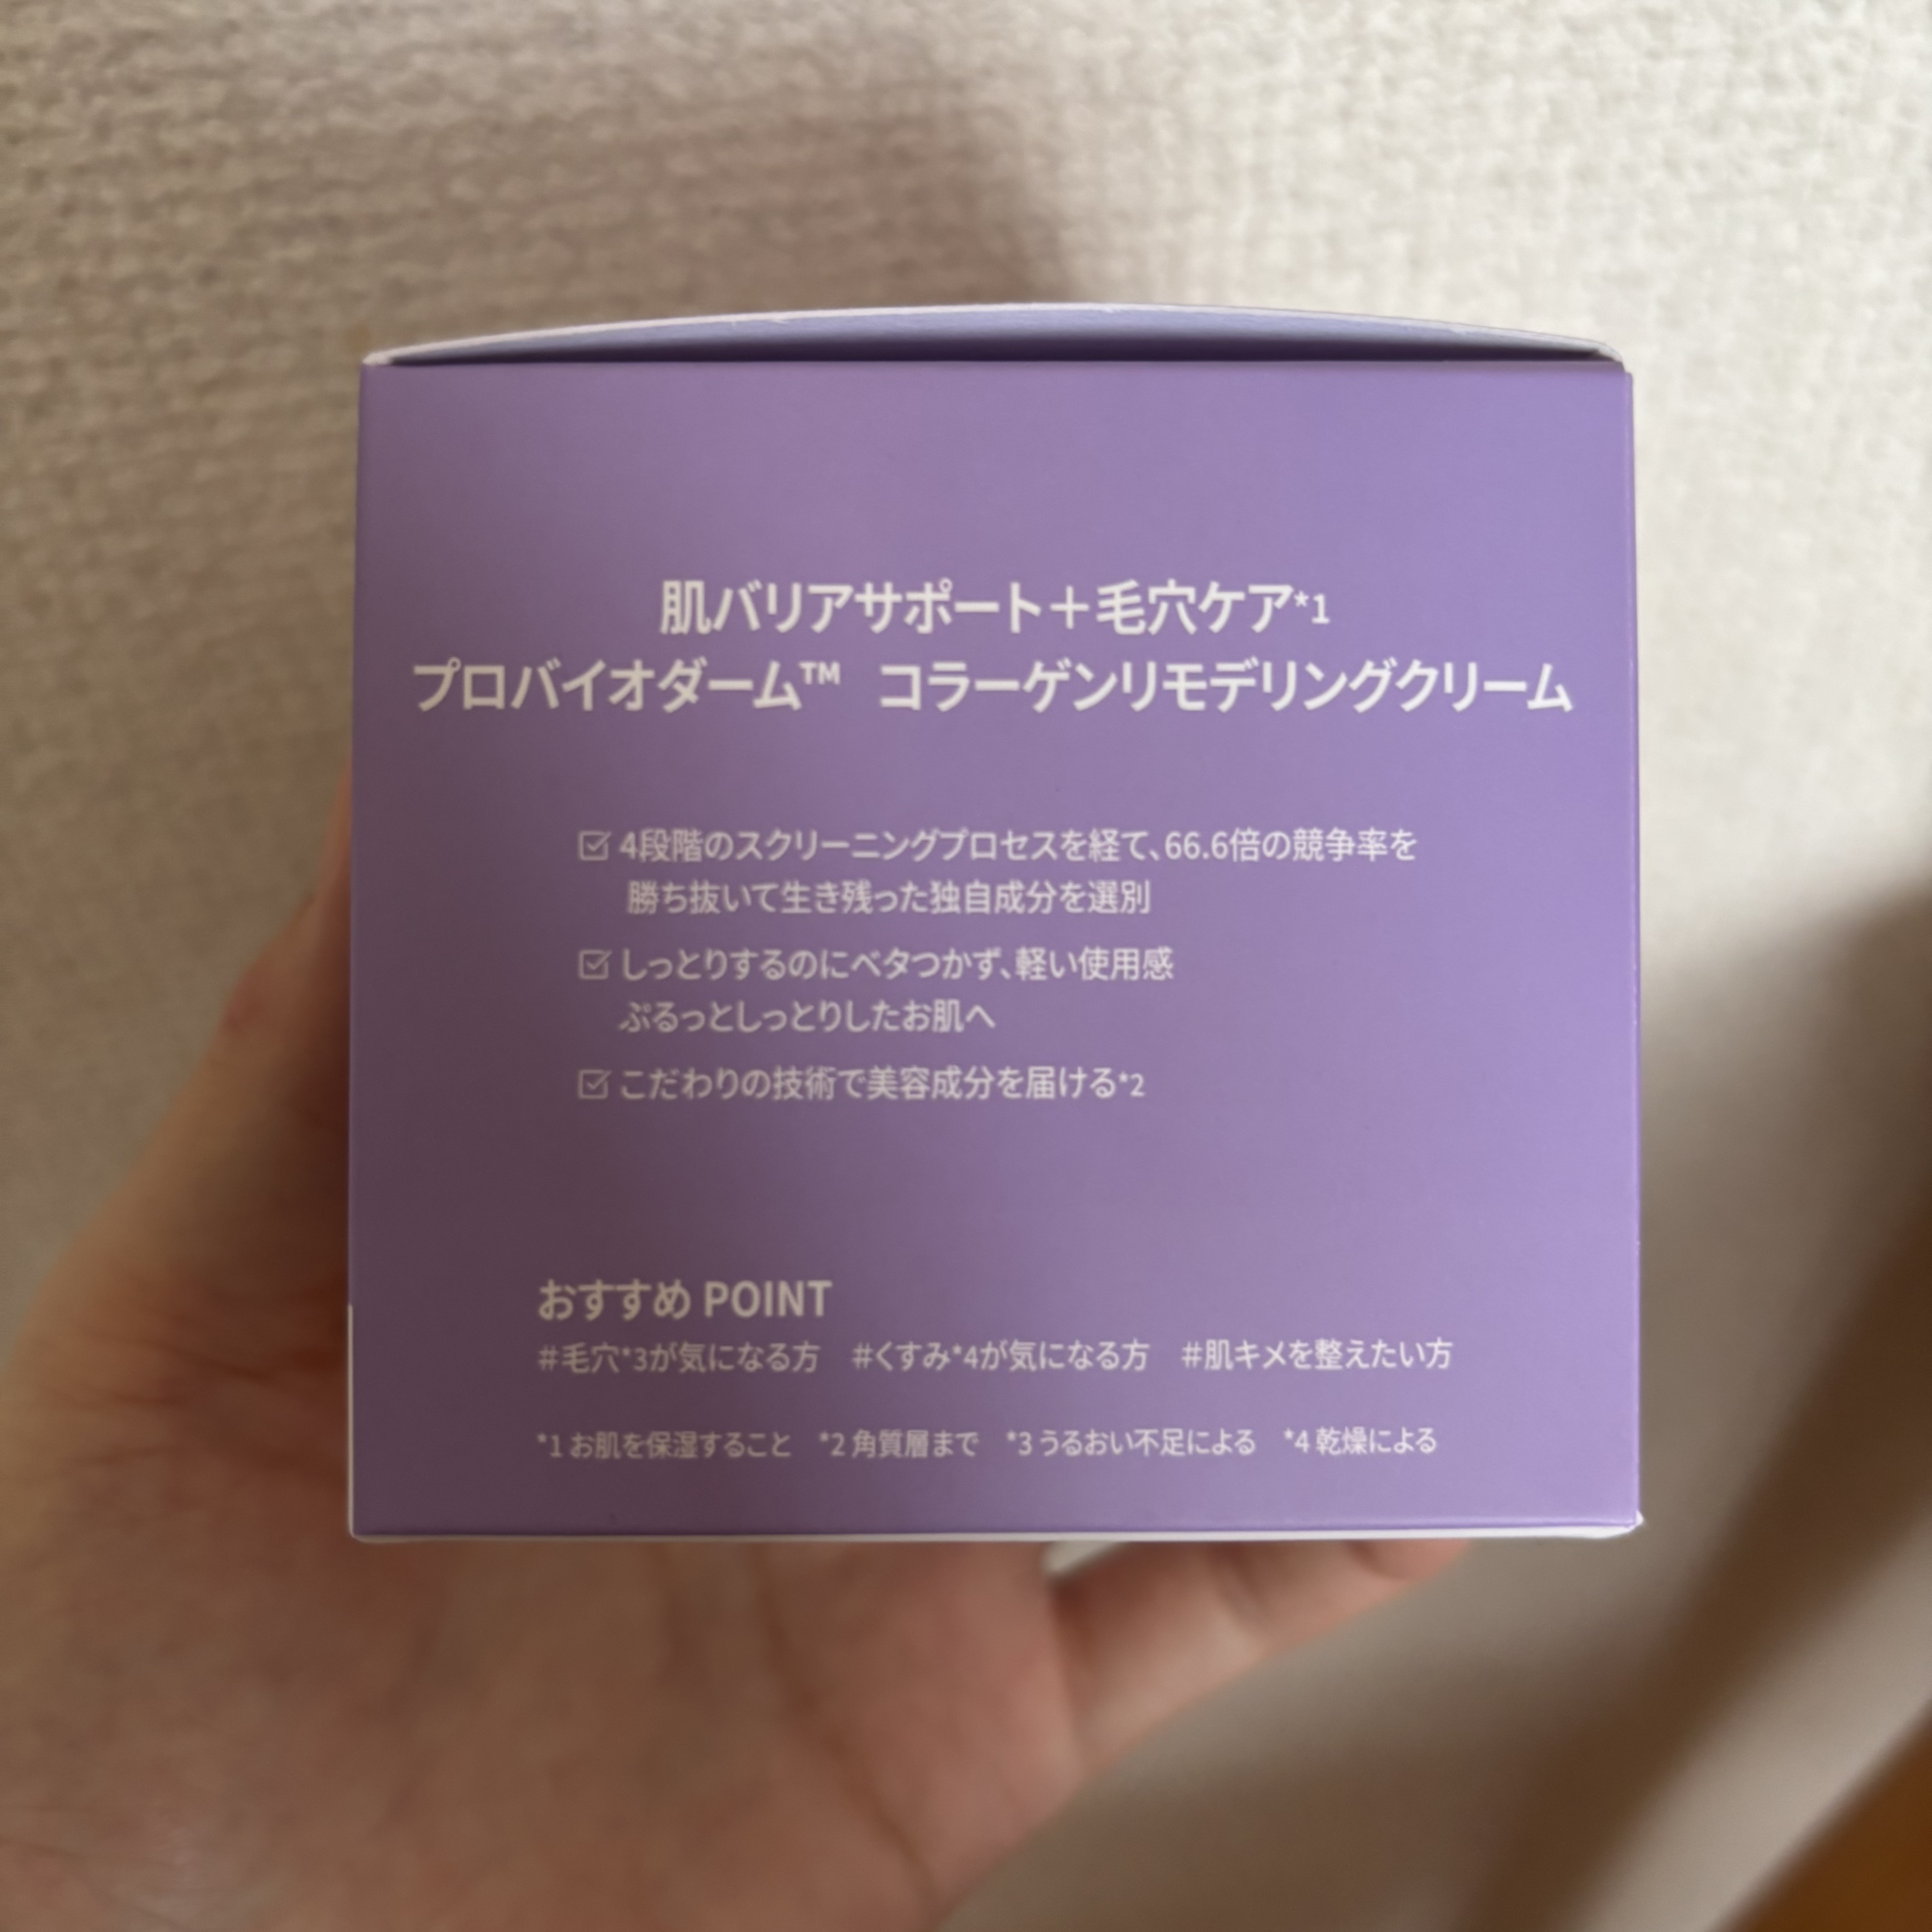 肌バリアサポート＋毛穴ケア*1
プロバイオダーム™ コラーゲンリモデリングクリーム
☑ 4段階のスクリーニングプロセスを経て、66.6倍の競争率を
勝ち抜いて生き残った独自成分を選別
☑ しっとりするのにベタつかず、軽い使用感
ぷるっとしっとりしたお肌へ
☑ こだわりの技術で美容成分を届ける*2
おすすめ POINT
#毛穴*3が気になる方 #くすみ*4が気になる方 #肌キメを整えたい方
*1 お肌を保湿すること *2 角質層まで *3 うるおい不足による *4 乾燥による